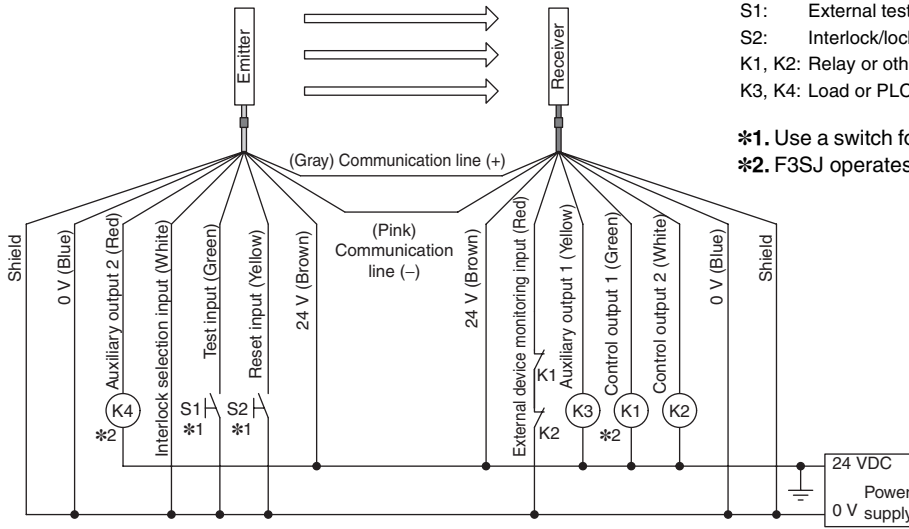 Emitter
Receiver
S1: External test
S2: Interlock/
K1, K2: Relay or
K3, K4: Load or PLC
✽1. Use a switch
✽2. F3SJ operates
(Gray) Communication line (+)
(Pink)
Communication
line (−)
Shield
0 V (Blue)
Auxiliary output 2 (Red)
Interlock selection input (White)
Test input (Green)
Reset input (Yellow)
24 V (Brown)
24 V (Brown)
External device monitoring input (Red)
Auxiliary output 1 (Yellow)
Control output 1 (Green)
Control output 2 (White)
0 V (Blue)
Shield
K4
✽2
S1
✽1
S2
✽1
K1
K2
K3
K1
✽2
K2
24 VDC
Power
0 V supply